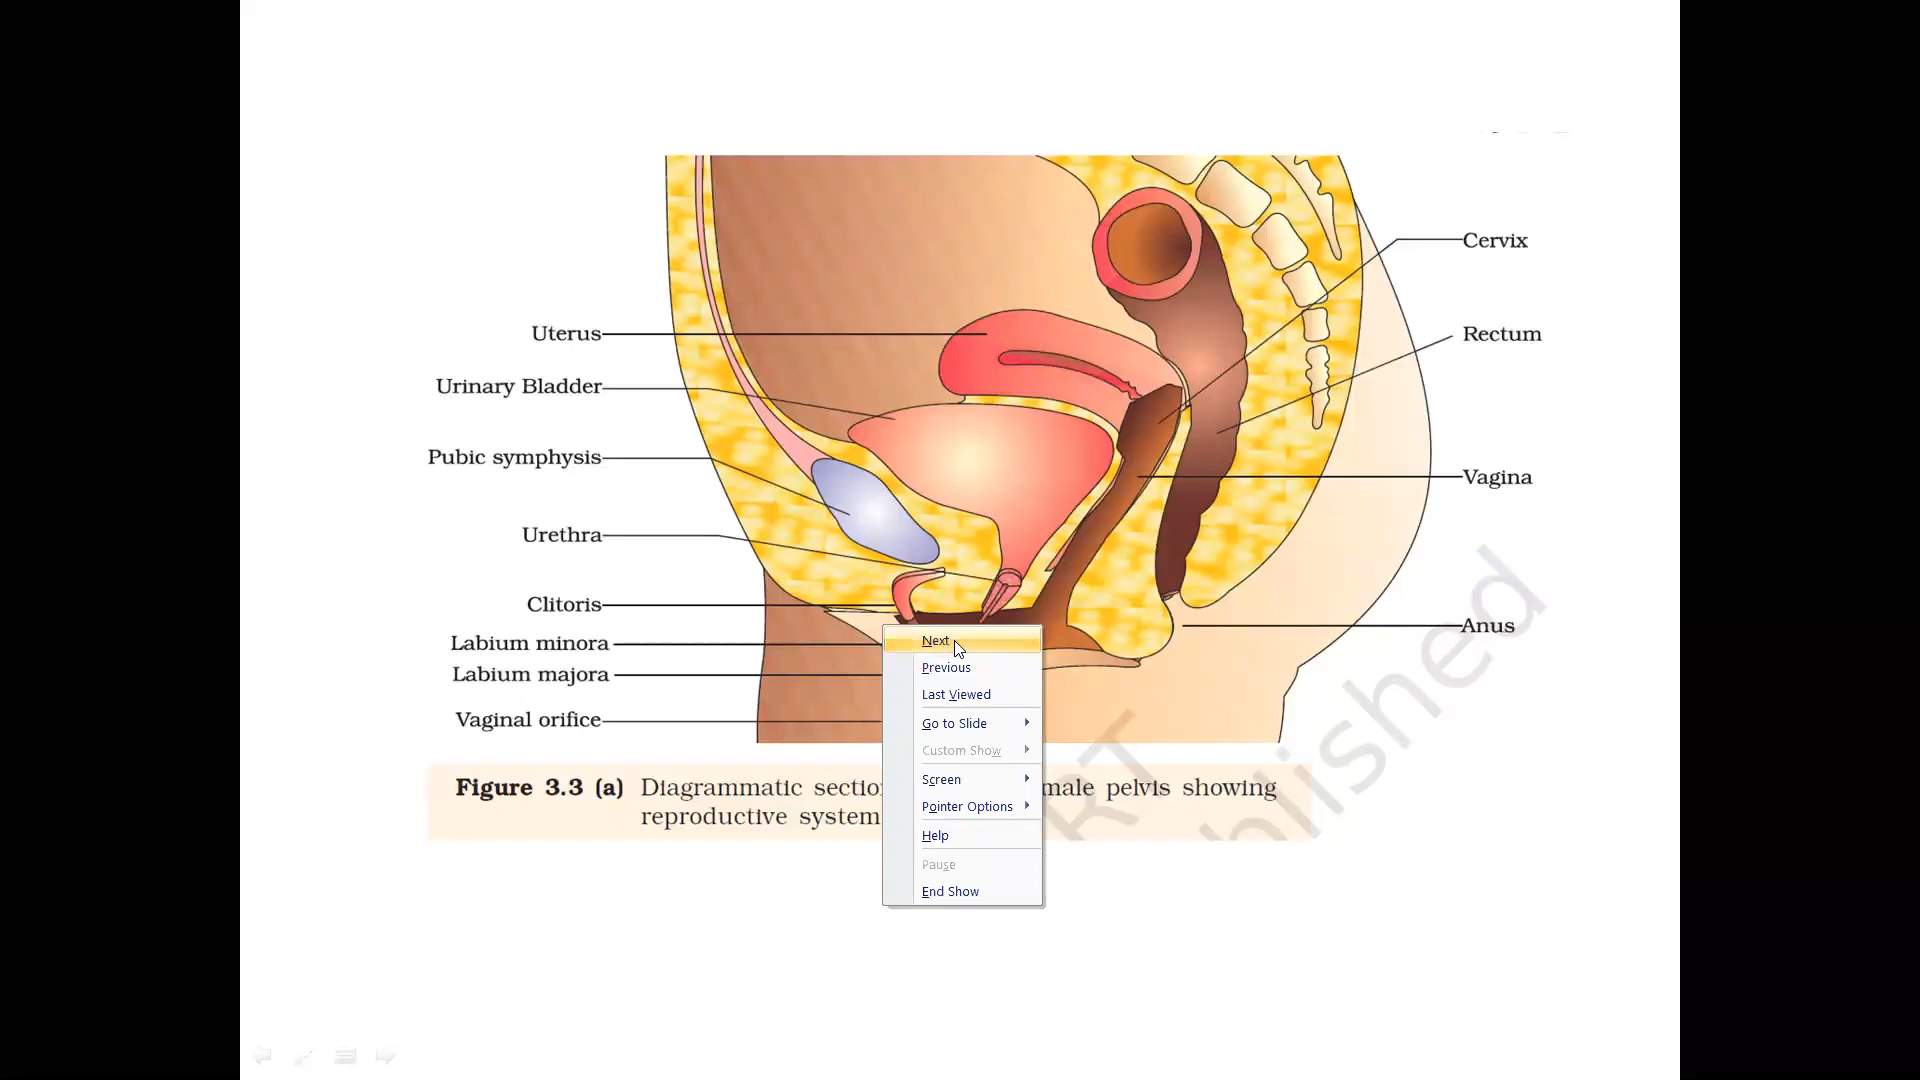 Cervix
Uterus
Rectum
Urinary Bladder
Pubic symphysis
Vagina
Urethra
Clitoris
Anus
Labium minora
Labium majora
Vaginal orifice
Next
Previous
Last Viewed
Go to Slide
Custom Show
Screen
Pointer Options
Help
Pause
End Show
Figure 3.3 (a) Diagrammatic sectio male pelvis showing
reproductive system